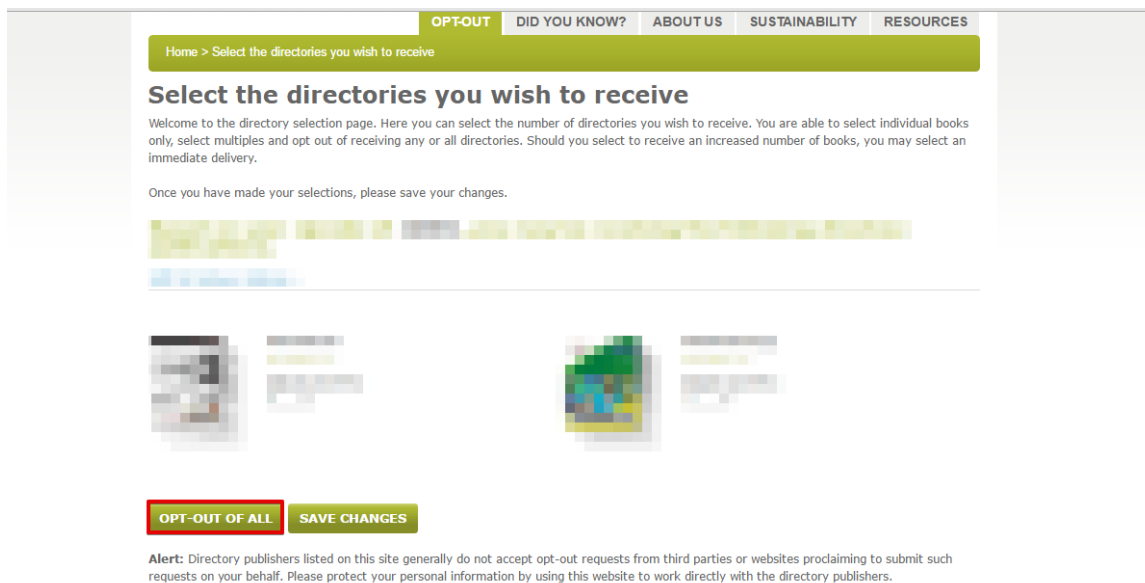 OPT-OUT DID YOU KNOW? ABOUT US SUSTAINABILITY RESOURCES
Home > Select the directories you wish to receive
Select the directories you wish to receive
Welcome to the directory selection page. Here you can select the number of directories you wish to receive. You are able to select individual books
only, select multiples and opt out of receiving any or all directories. Should you select to receive an increased number of books, you may select an
immediate delivery.
Once you have made your selections, please save your changes.
OPT-OUT OF ALL SAVE CHANGES
Alert: Directory publishers listed on this site generally do not accept opt-out requests from third parties or websites proclaiming to submit such
requests on your behalf. Please protect your personal information by using this website to work directly with the directory publishers.